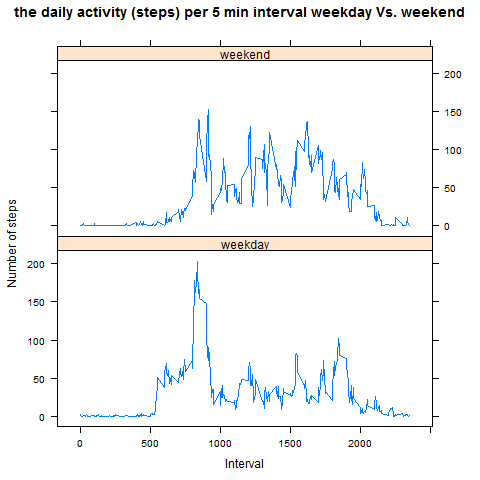 the daily activity (steps) per 5 min interval weekday Vs. weekend
weekend
200
150
100
50
0
Number of steps
weekday
200
150
100
50
0
0 500 1000 1500 2000
Interval